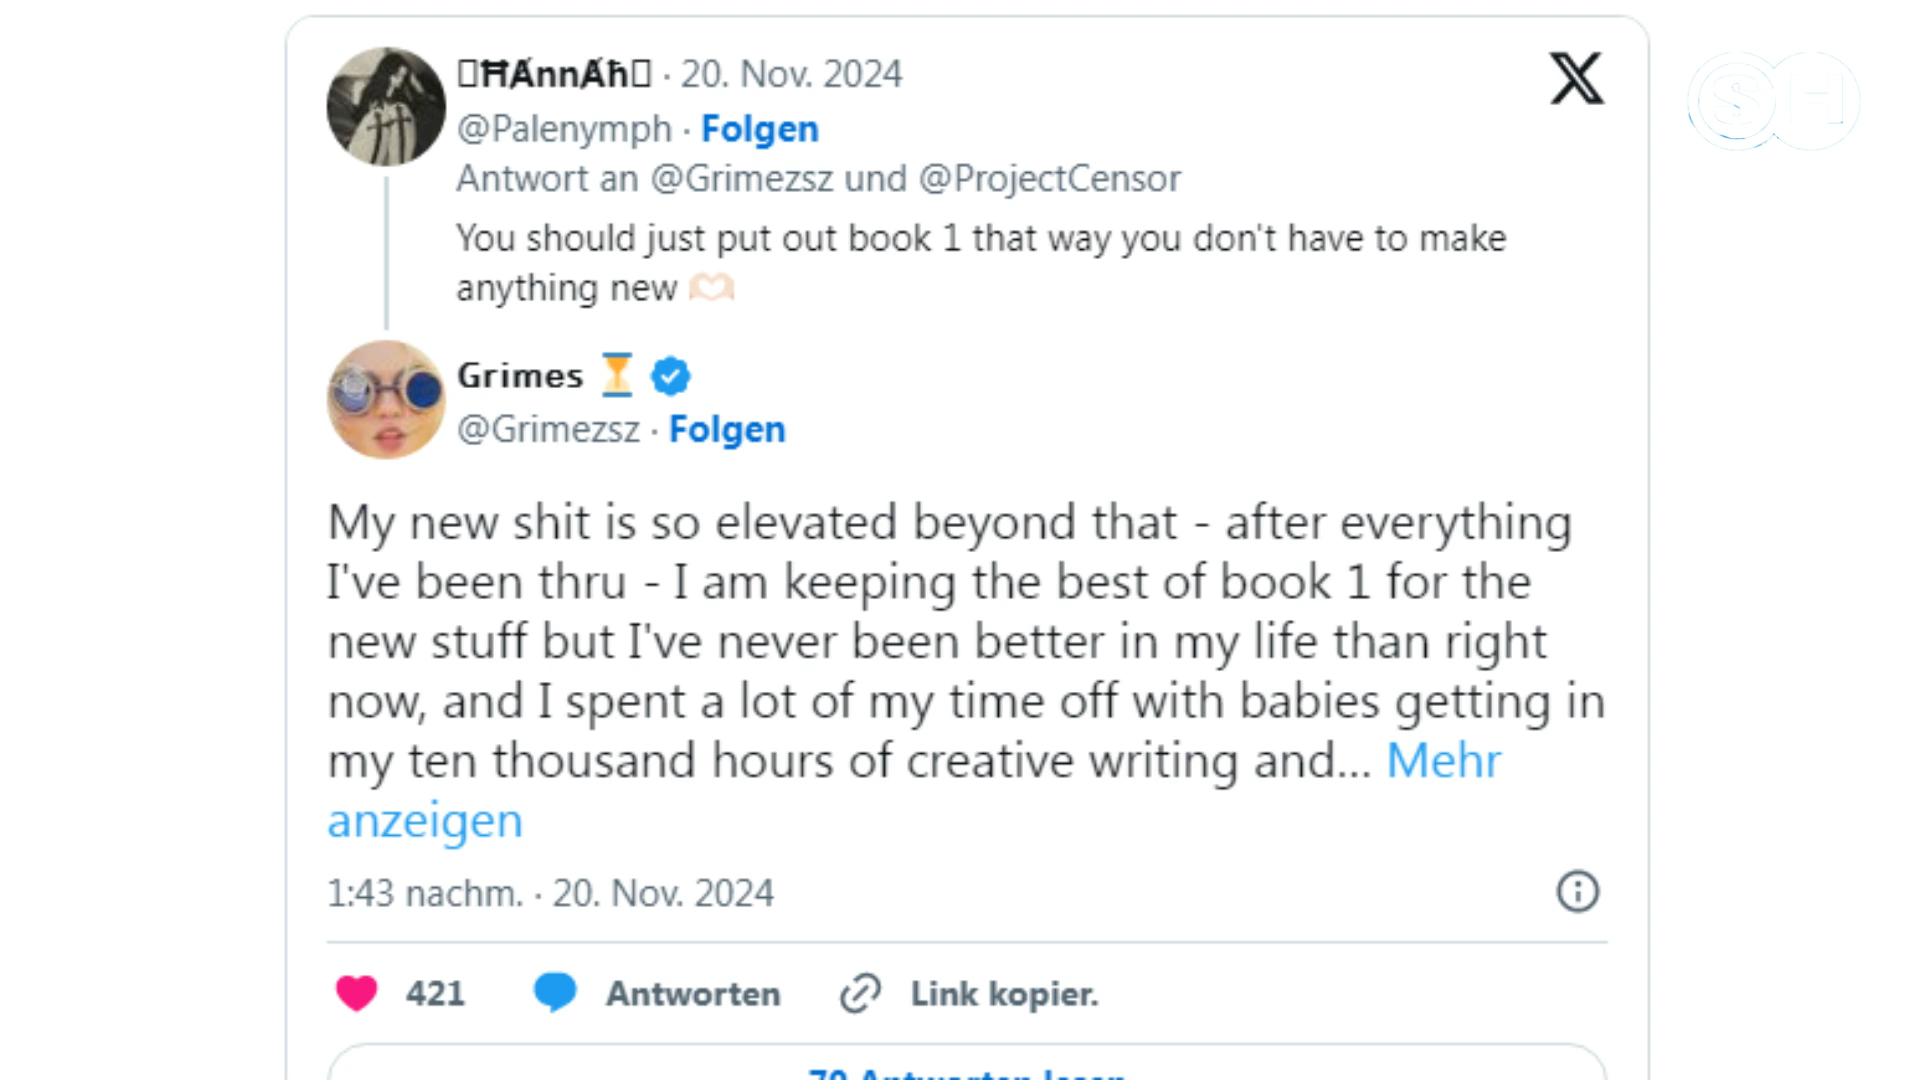 ĦȺnnȺħ · 20. Nov. 2024
@Palenymph · Folgen
Antwort an @Grimezsz und @ProjectCensor
You should just put out book 1 that way you don't have to make
anything new 🫶🏻
Grimes ⏳
@Grimezsz · Folgen
My new shit is so elevated beyond that - after everything
I've been thru - I am keeping the best of book 1 for the
new stuff but I've never been better in my life than right
now, and I spent a lot of my time off with babies getting in
my ten thousand hours of creative writing and... Mehr
anzeigen
1:43 nachm. · 20. Nov. 2024
421 Antworten Link kopier.
79 Antworten lesen
SH